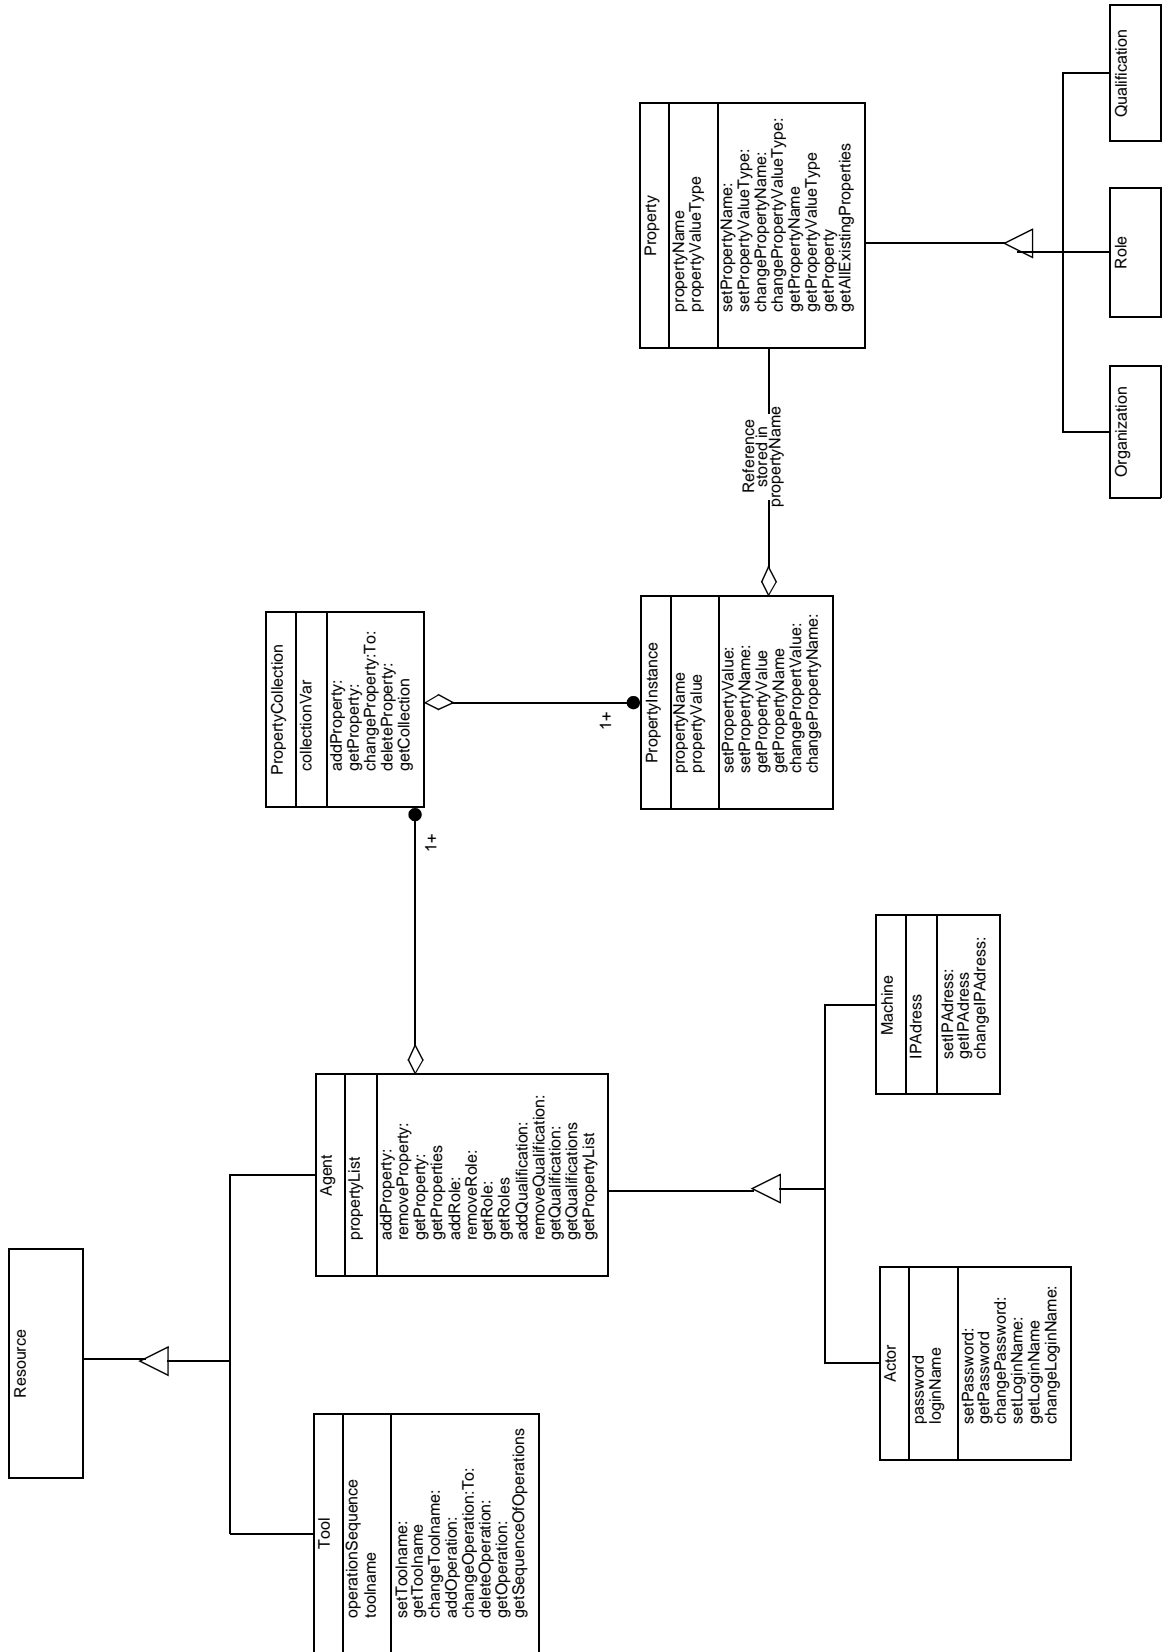 Resource
Tool
operationSequence
toolname
setToolname:
getToolname
changeToolname:
addOperation:
changeOperation:To:
deleteOperation:
getOperation:
getSequenceOfOperations
Agent
propertyList
addProperty:
removeProperty:
getProperty:
getProperties
addRole:
removeRole:
getRole:
getRoles
addQualification:
removeQualification:
getQualification:
getQualifications
getPropertyList
Actor
password
loginName
setPassword:
getPassword
changePassword:
setLoginName:
getLoginName
changeLoginName:
Machine
IPAdress
setIPAdress:
getIPAdress
changeIPAdress:
1+
PropertyCollection
collectionVar
addProperty:
getProperty:
changeProperty:To:
deleteProperty:
getCollection
1+
PropertyInstance
propertyName
propertyValue
setPropertyValue:
setPropertyName:
getPropertyValue
getPropertyName
changePropertValue:
changePropertyName:
Reference
stored in
propertyName
Property
propertyName
propertyValueType
setPropertyName:
setPropertyValueType:
changePropertyName:
changePropertyValueType:
getPropertyName
getPropertyValueType
getProperty
getAllExistingProperties
Organization
Role
Qualification